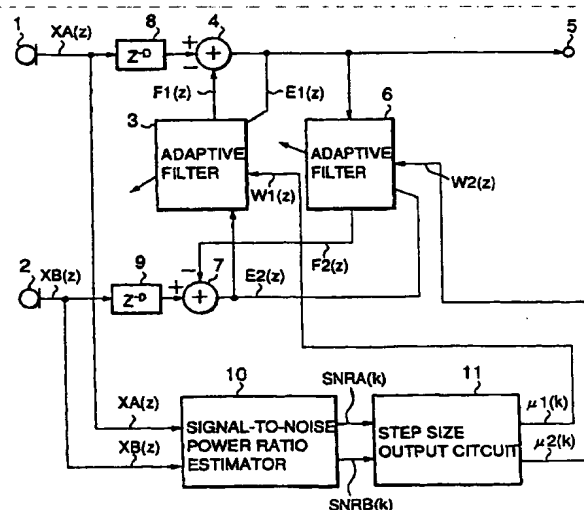 1
XA(z)
8
Z-D
+
−
4
+
5
F1(z)
E1(z)
3
ADAPTIVE
FILTER
6
ADAPTIVE
FILTER
W1(z)
W2(z)
F2(z)
2
XB(z)
9
Z-D
+
−
7
+
E2(z)
10
SIGNAL-TO-NOISE
POWER RATIO
ESTIMATOR
XA(z)
XB(z)
SNRA(k)
SNRB(k)
11
STEP SIZE
OUTPUT CITCUIT
μ1(k)
μ2(k)